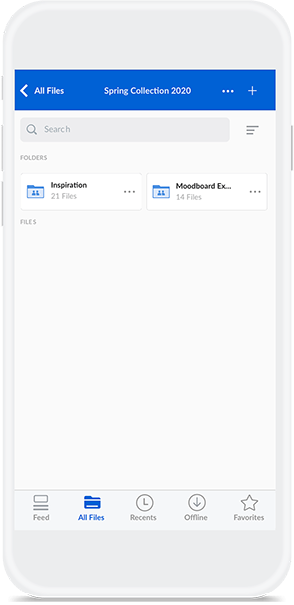 All Files
Spring Collection 2020
Search
FOLDERS
Inspiration
21 Files
Moodboard Ex...
14 Files
FILES
Feed
All Files
Recents
Offline
Favorites